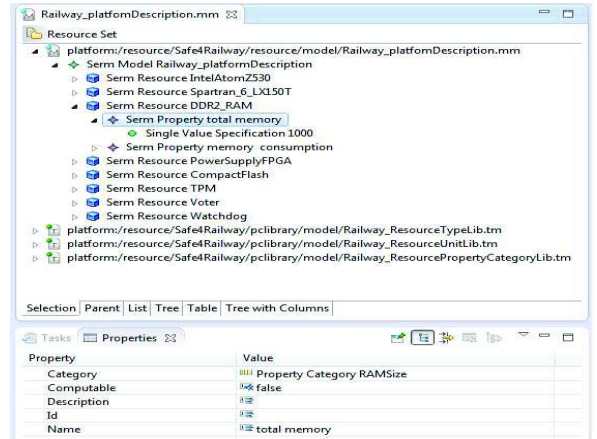 Railway_platfomDescription.mm
Resource Set
platform:/resource/Safe4Railway/resource/model/Railway_platfomDescription.mm
Serm Model Railway_platformDescription
Serm Resource IntelAtomZ530
Serm Resource Spartran_6_LX150T
Serm Resource DDR2_RAM
Serm Property total memory
Single Value Specification 1000
Serm Property memory consumption
Serm Resource PowerSupplyFPGA
Serm Resource CompactFlash
Serm Resource TPM
Serm Resource Voter
Serm Resource Watchdog
platform:/resource/Safe4Railway/pclibrary/model/Railway_ResourceTypeLib.tm
platform:/resource/Safe4Railway/pclibrary/model/Railway_ResourceUnitLib.tm
platform:/resource/Safe4Railway/pclibrary/model/Railway_ResourcePropertyCategoryLib.tm
Selection Parent List Tree Table Tree with Columns
Tasks Properties
Property Value
Category Property Category RAMSize
Computable false
Description
Id
Name total memory